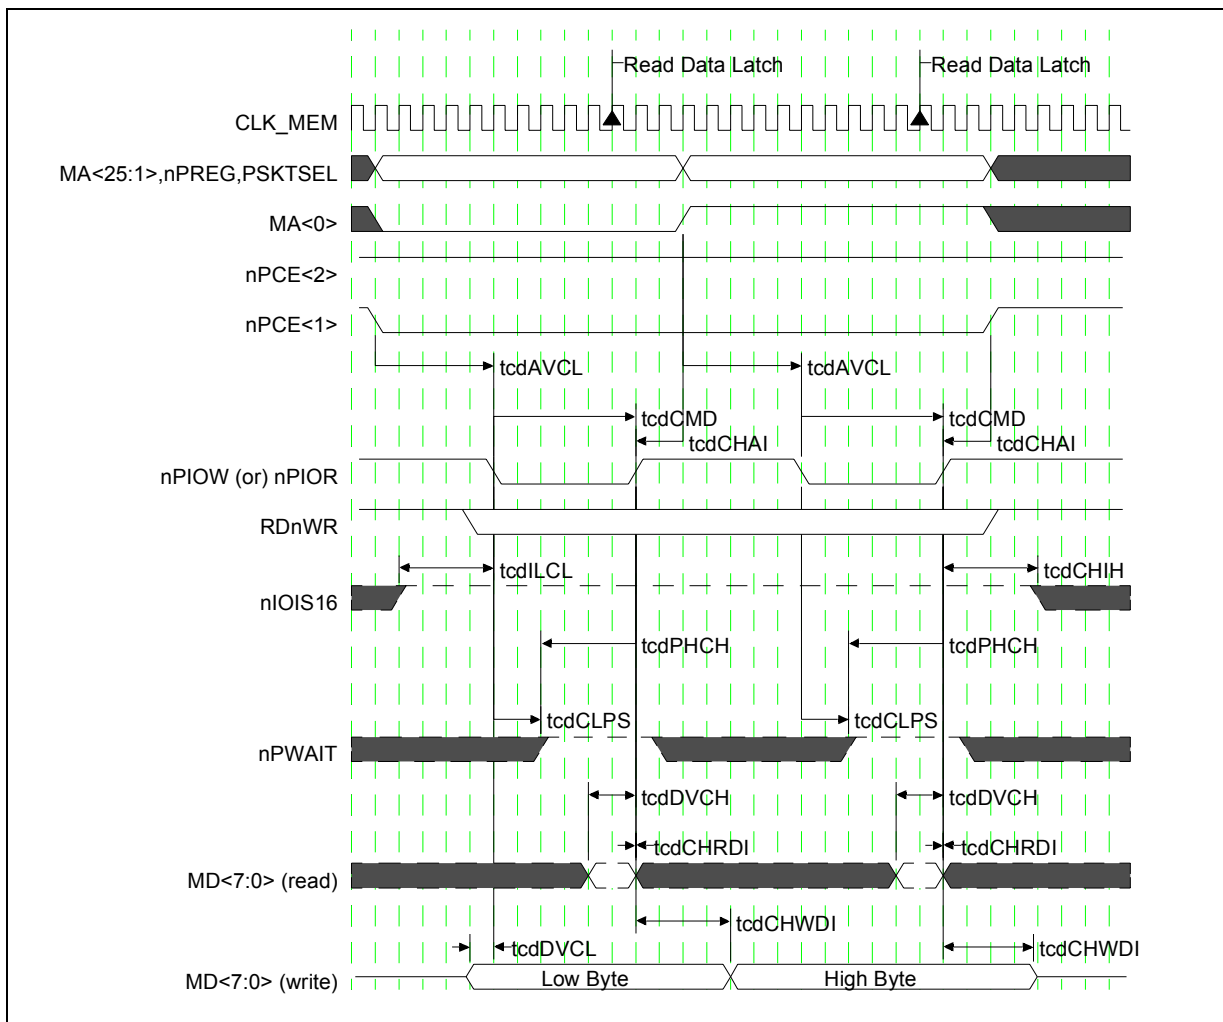 Read Data Latch Read Data Latch
CLK_MEM
MA<25:1>,nPREG,PSKTSEL
MA<0>
nPCE<2>
nPCE<1>
tcdAVCL tcdAVCL
tcdCMD tcdCMD
tcdCHAI tcdCHAI
nPIOW (or) nPIOR
RDnWR
tcdILCL tcdCHIH
nIOIS16
tcdPHCH tcdPHCH
tcdCLPS tcdCLPS
nPWAIT
tcdDVCH tcdDVCH
tcdCHRDI tcdCHRDI
MD<7:0> (read)
tcdCHWDI
tcdDVCL tcdCHWDI
MD<7:0> (write) Low Byte High Byte